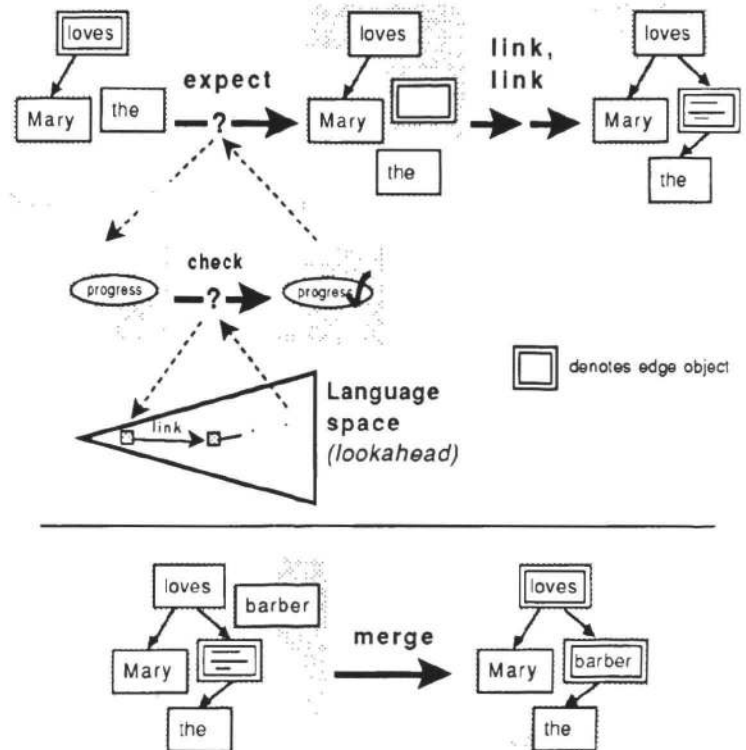 loves
Mary
the
expect
?
loves
Mary
the
link,
link
loves
Mary
the
progress
check
?
progress
denotes edge object
link
Language
space
(lookahead)
loves
barber
Mary
the
merge
loves
Mary
barber
the